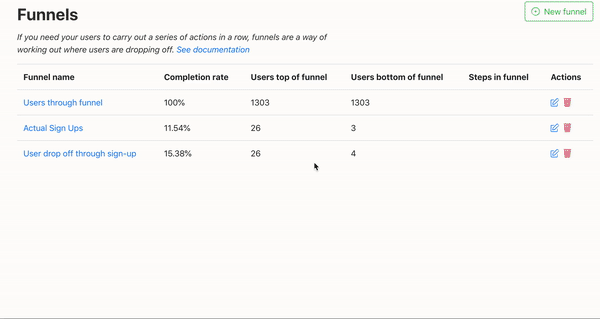 Funnels
New funnel
If you need your users to carry out a series of actions in a row, funnels are a way of
working out where users are dropping off. See documentation
Funnel name Completion rate Users top of funnel Users bottom of funnel Steps in funnel Actions
Users through funnel 100% 1303 1303
Actual Sign Ups 11.54% 26 3
User drop off through sign-up 15.38% 26 4